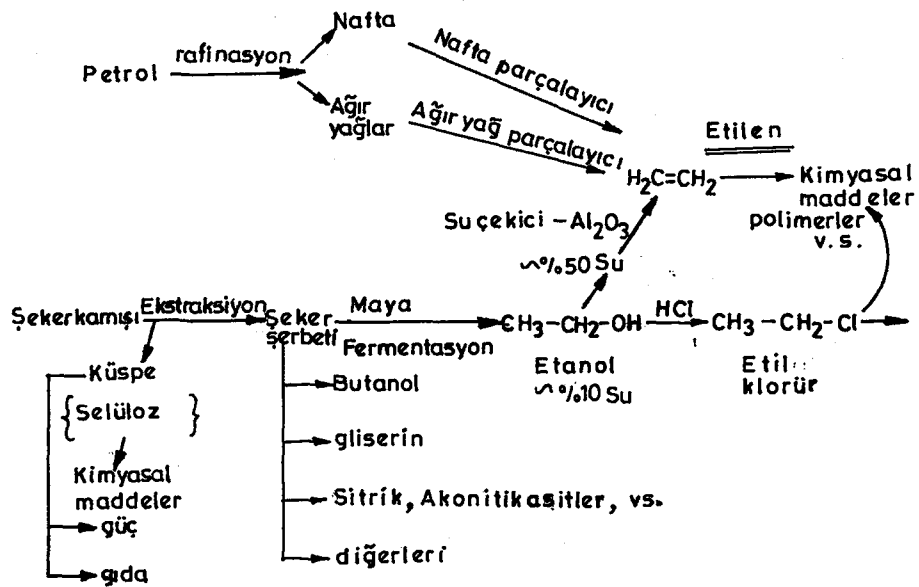 Nafta
rafinasyon
Petrol
Nafta parçalayıcı
Ağır
yağlar
Ağır yağ parçalayıcı
Etilen
H₂C=CH₂
Kimyasal
maddeler
polimerler
v.s.
Su çekici – Al₂O₃
~%50 Su
Şekerkamışı
Ekstraksiyon
Şeker
şerbeti
Maya
Fermentasyon
CH₃–CH₂–OH
HCl
CH₃ – CH₂–Cl
Etanol
~%10 Su
Etil
klorür
Küspe
{Selüloz }
Kimyasal
maddeler
güç
gıda
Butanol
gliserin
Sitrik, Akonitikasitler, vs.
diğerleri